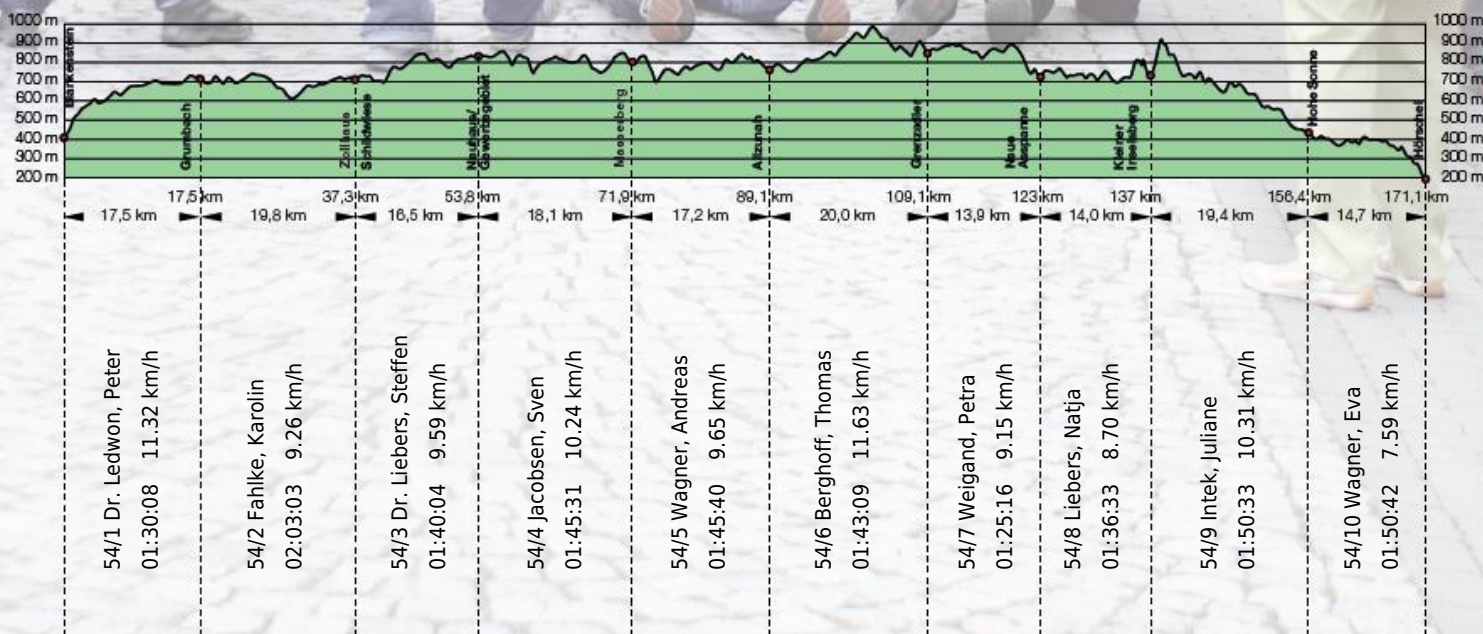 1000 m
900 m
800 m
700 m
600 m
500 m
400 m
300 m
200 m
1000 m
900 m
800 m
700 m
600 m
500 m
400 m
300 m
200 m
Blankenstein
Grumbach
Zollhaus
Schildwiese
Neuhaus/
Gewerbegebiet
Masserberg
Allzunah
Grenzadler
Neue
Ausspanne
Kleiner
Inselsberg
Hohe Sonne
Hörschel
17,5 km
37,3 km
53,8 km
71,9 km
89,1 km
109,1 km
123 km
137 km
156,4 km
171,1 km
17,5 km
19,8 km
16,5 km
18,1 km
17,2 km
20,0 km
13,9 km
14,0 km
19,4 km
14,7 km
54/1 Dr. Ledwon, Peter
01:30:08 11.32 km/h
54/2 Fahlke, Karolin
02:03:03 9.26 km/h
54/3 Dr. Liebers, Steffen
01:40:04 9.59 km/h
54/4 Jacobsen, Sven
01:45:31 10.24 km/h
54/5 Wagner, Andreas
01:45:40 9.65 km/h
54/6 Berghoff, Thomas
01:43:09 11.63 km/h
54/7 Weigand, Petra
01:25:16 9.15 km/h
54/8 Liebers, Natja
01:36:33 8.70 km/h
54/9 Intek, Juliane
01:50:33 10.31 km/h
54/10 Wagner, Eva
01:50:42 7.59 km/h